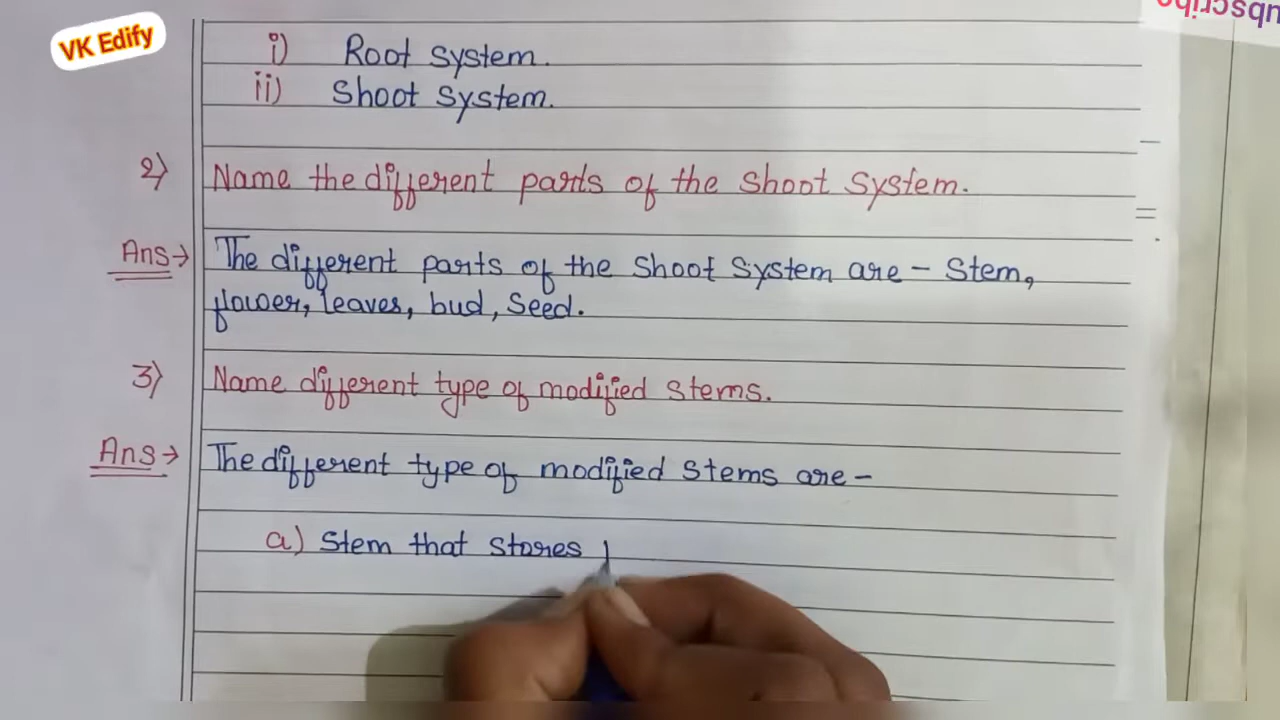 ubscribe
VK Edify
i) Root System.
ii) Shoot System.
2) Name the different parts of the Shoot System.
Ans→ The different parts of the Shoot System are - Stem,
flower, leaves, bud, Seed.
3) Name different type of modified Stems.
Ans→ The different type of modified Stems are -
a) Stem that Stores